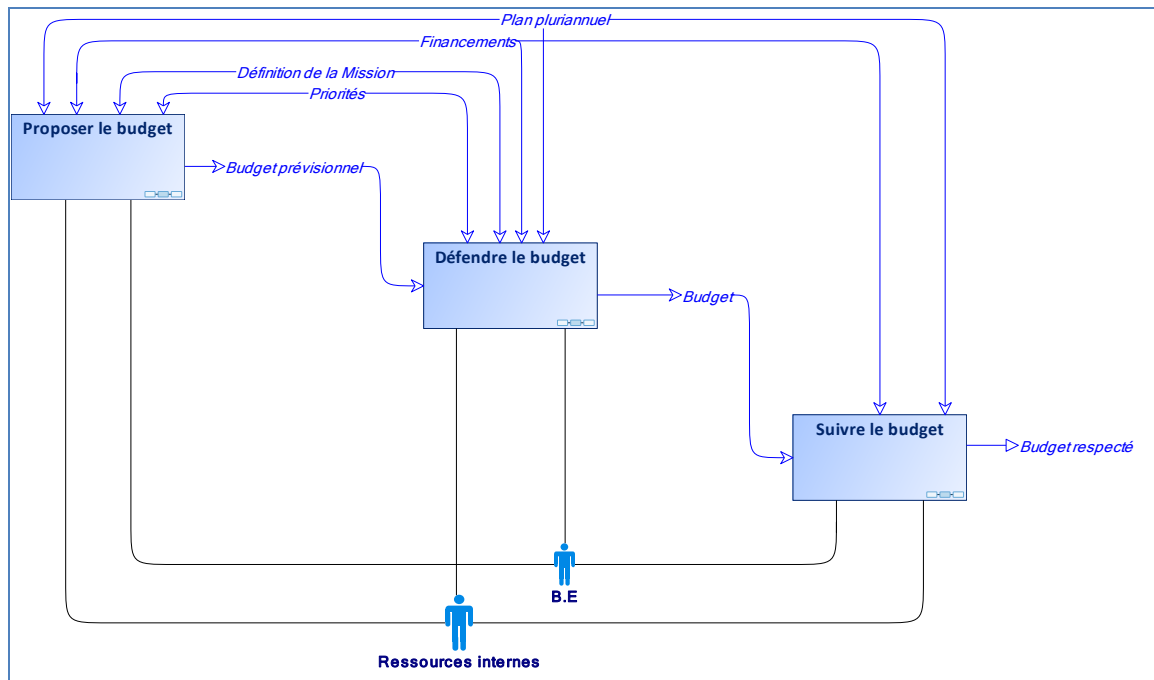 Plan pluriannuel
Financements
Définition de la Mission
Priorités
Proposer le budget
Budget prévisionnel
Défendre le budget
Budget
Suivre le budget
Budget respecté
B.E
Ressources internes